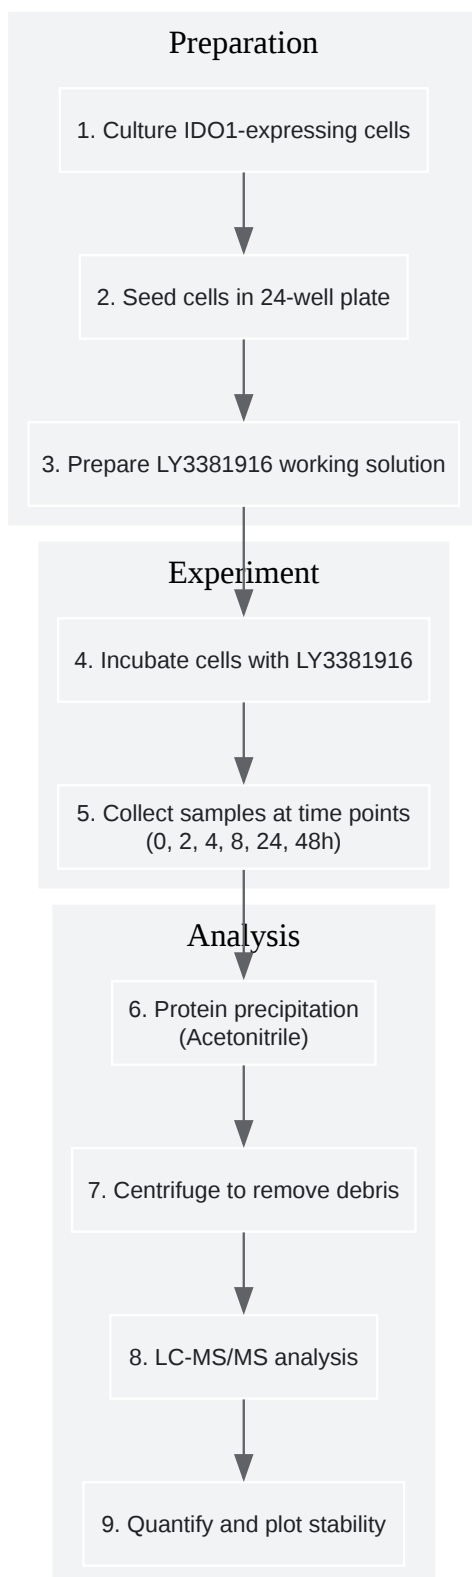 Preparation
1. Culture IDO1-expressing cells
2. Seed cells in 24-well plate
3. Prepare LY3381916 working solution
Experiment
4. Incubate cells with LY3381916
5. Collect samples at time points
(0, 2, 4, 8, 24, 48h)
Analysis
6. Protein precipitation
(Acetonitrile)
7. Centrifuge to remove debris
8. LC-MS/MS analysis
9. Quantify and plot stability